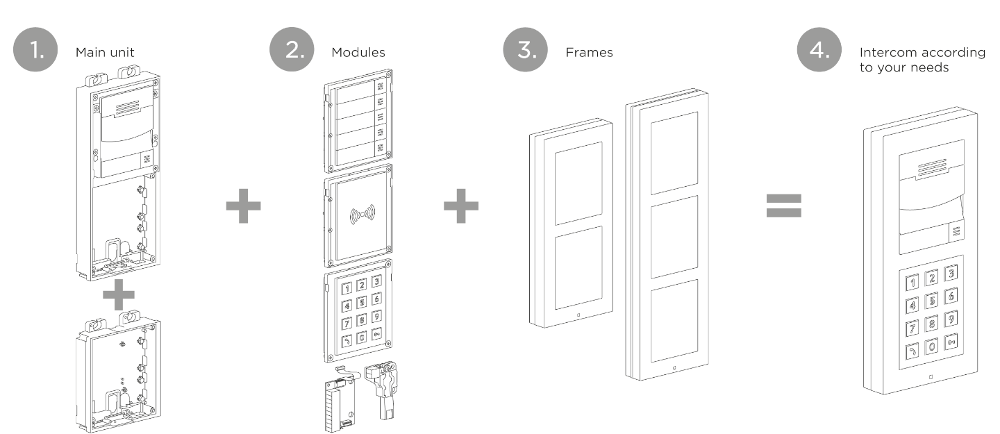 1. Main unit
2. Modules
3. Frames
4. Intercom according
to your needs
1 2 3
4 5 6
7 8 9
0
1 2 3
4 5 6
7 8 9
0